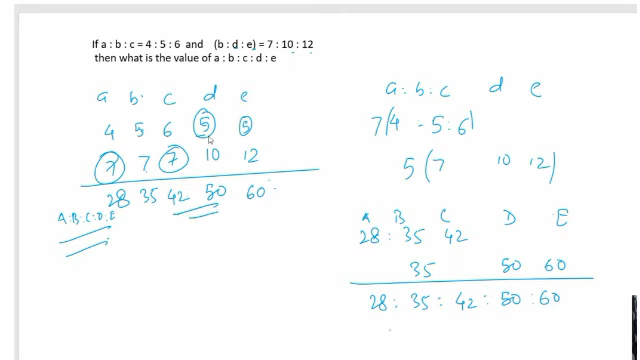 If a : b : c = 4 : 5 : 6 and (b : d : e) = 7 : 10 : 12
then what is the value of a : b : c : d : e
a b c d e
4 5 6 5 5
7 7 7 10 12
28 35 42 50 60
A:B:C:D:E
a : b : c d e
7(4 - 5 : 6)
5 (7 10 12)
A B C D E
28 : 35 42
35 50 60
28 : 35 : 42 : 50 : 60